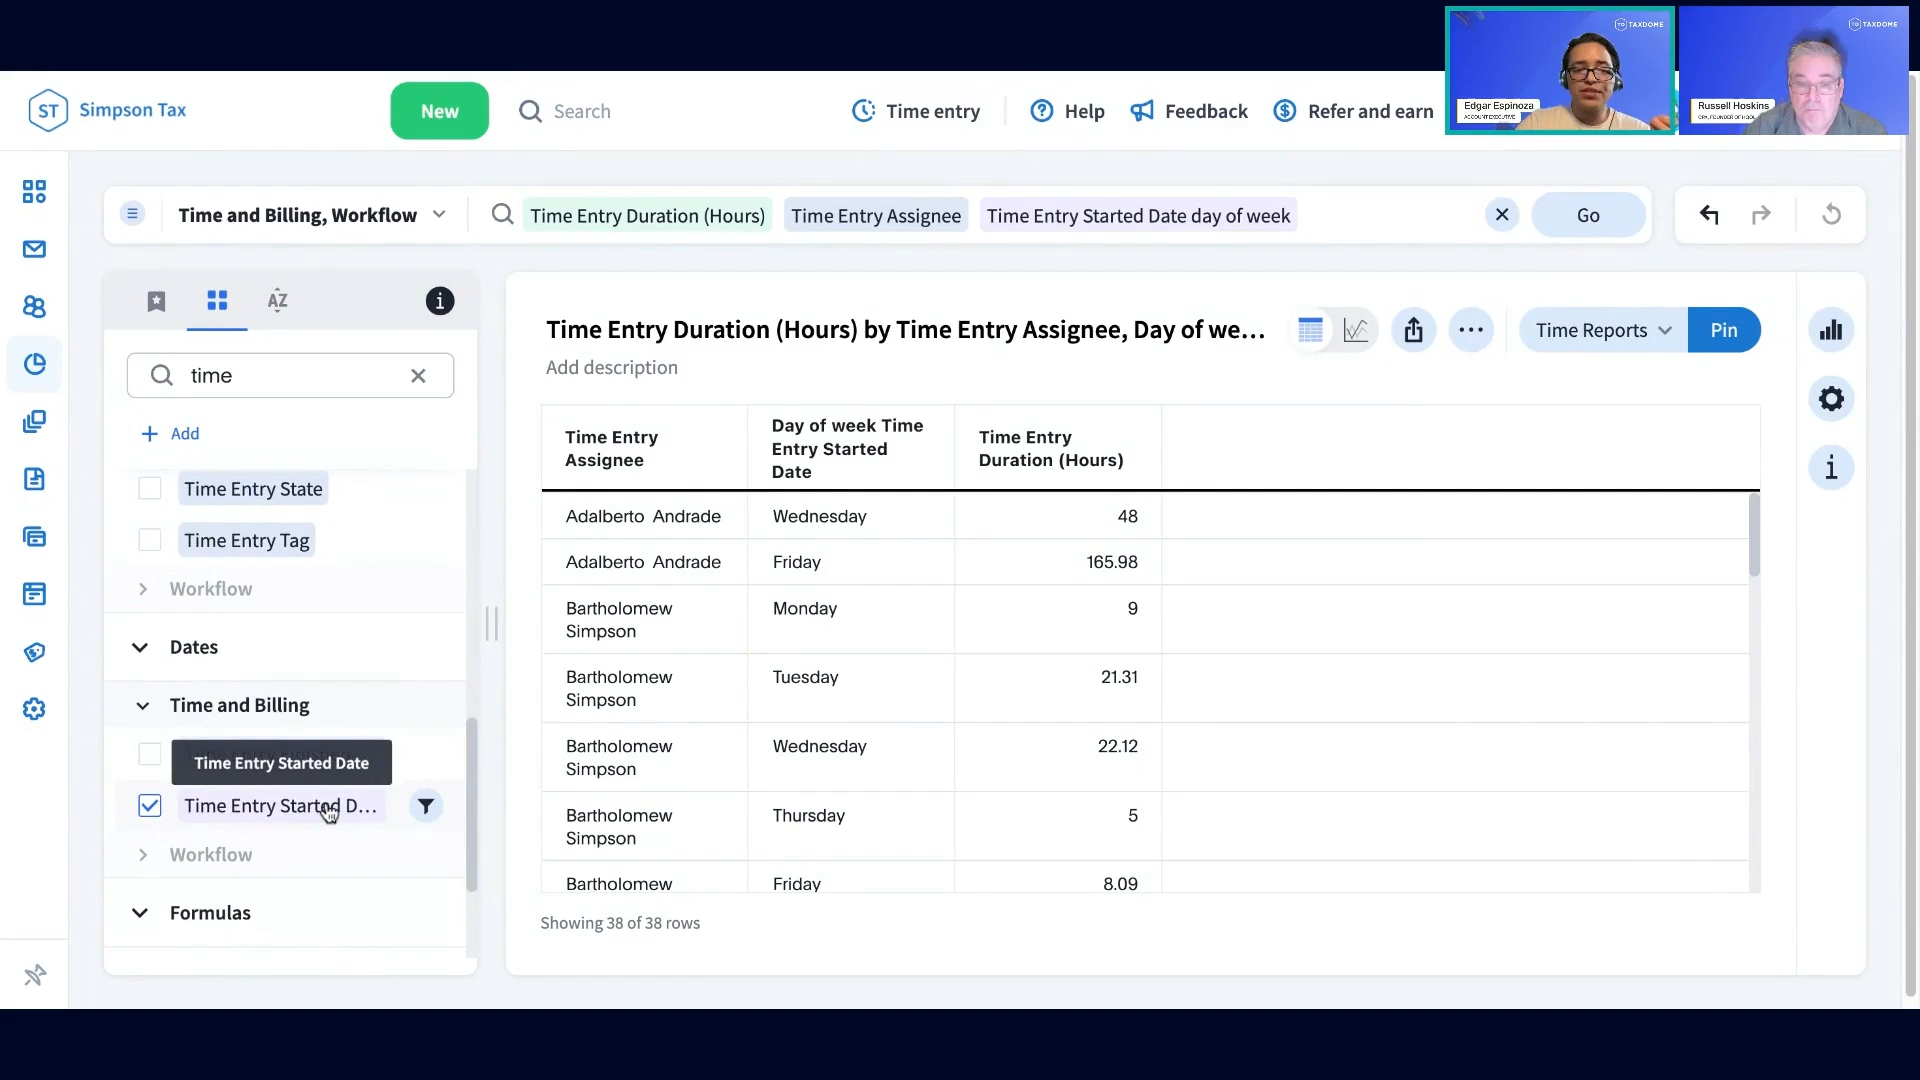 TAXDOME
TAXDOME
Edgar Espinoza
ACCOUNT EXECUTIVE
Russell Hoskins
ST Simpson Tax
New
Search
Time entry
Help
Feedback
Refer and earn
Time and Billing, Workflow
Time Entry Duration (Hours) Time Entry Assignee Time Entry Started Date day of week
Go
AZ
time
Add
Time Entry State
Time Entry Tag
Workflow
Dates
Time and Billing
Time Entry Started Date
Time Entry Started D...
Workflow
Formulas
Time Entry Duration (Hours) by Time Entry Assignee, Day of we...
Add description
Time Reports
Pin
Time Entry
Assignee
Day of week Time
Entry Started
Date
Time Entry
Duration (Hours)
Adalberto Andrade Wednesday 48
Adalberto Andrade Friday 165.98
Bartholomew
Simpson Monday 9
Bartholomew
Simpson Tuesday 21.31
Bartholomew
Simpson Wednesday 22.12
Bartholomew
Simpson Thursday 5
Bartholomew Friday 8.09
Showing 38 of 38 rows